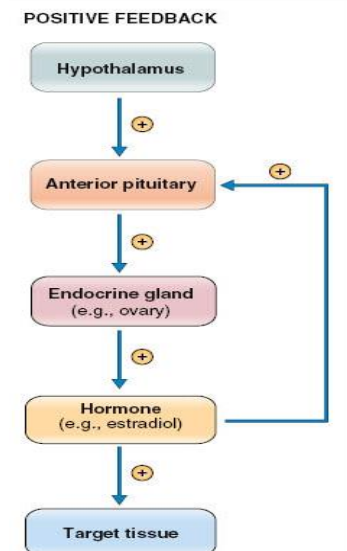 POSITIVE FEEDBACK
Hypothalamus
+
+
Anterior pituitary
+
Endocrine gland
(e.g., ovary)
+
Hormone
(e.g., estradiol)
+
Target tissue